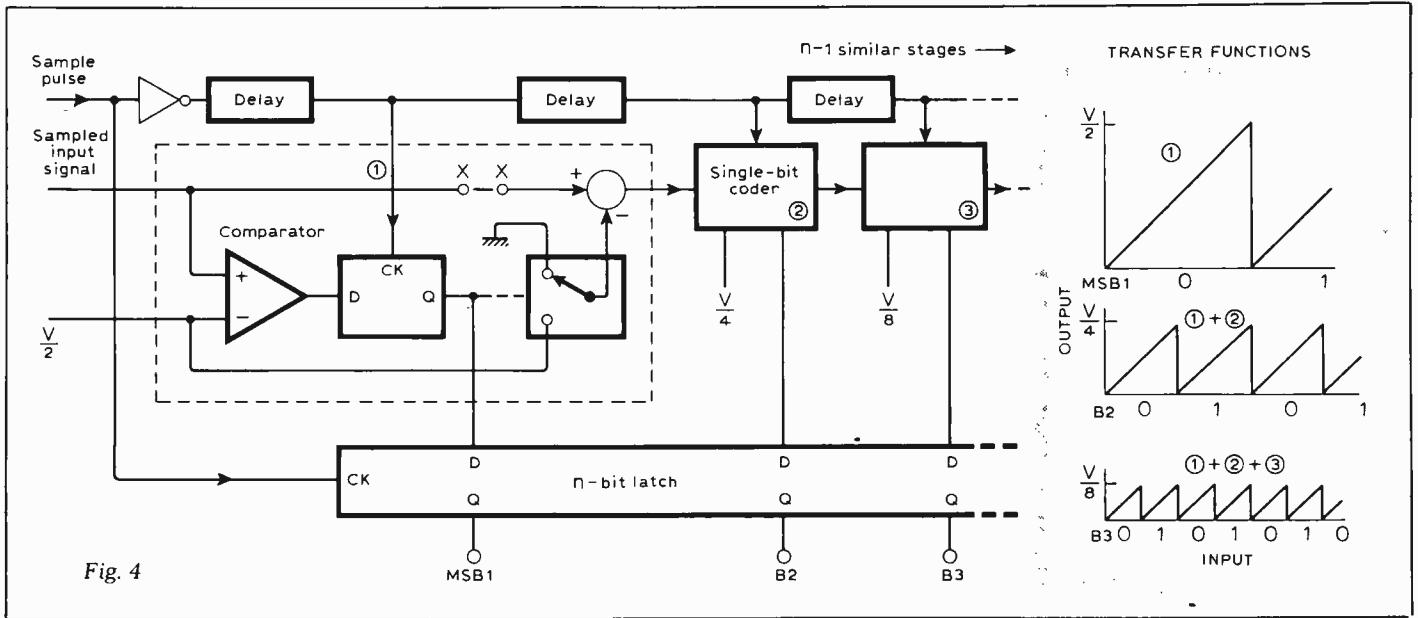 n-1 similar stages
TRANSFER FUNCTIONS
Sample
pulse
Delay
Delay
Delay
Sampled
input
signal
①
X X
+
−
Single-bit
coder
②
③
Comparator
+
−
CK
D Q
V/2
V/4
V/8
CK
D D D
n-bit latch
Q Q Q
MSB1 B2 B3
Fig. 4
V/2
①
MSB1 0 1
OUTPUT
V/4
①+②
B2 0 1 0 1
V/8
①+②+③
B3 0 1 0 1 0 1 0
INPUT